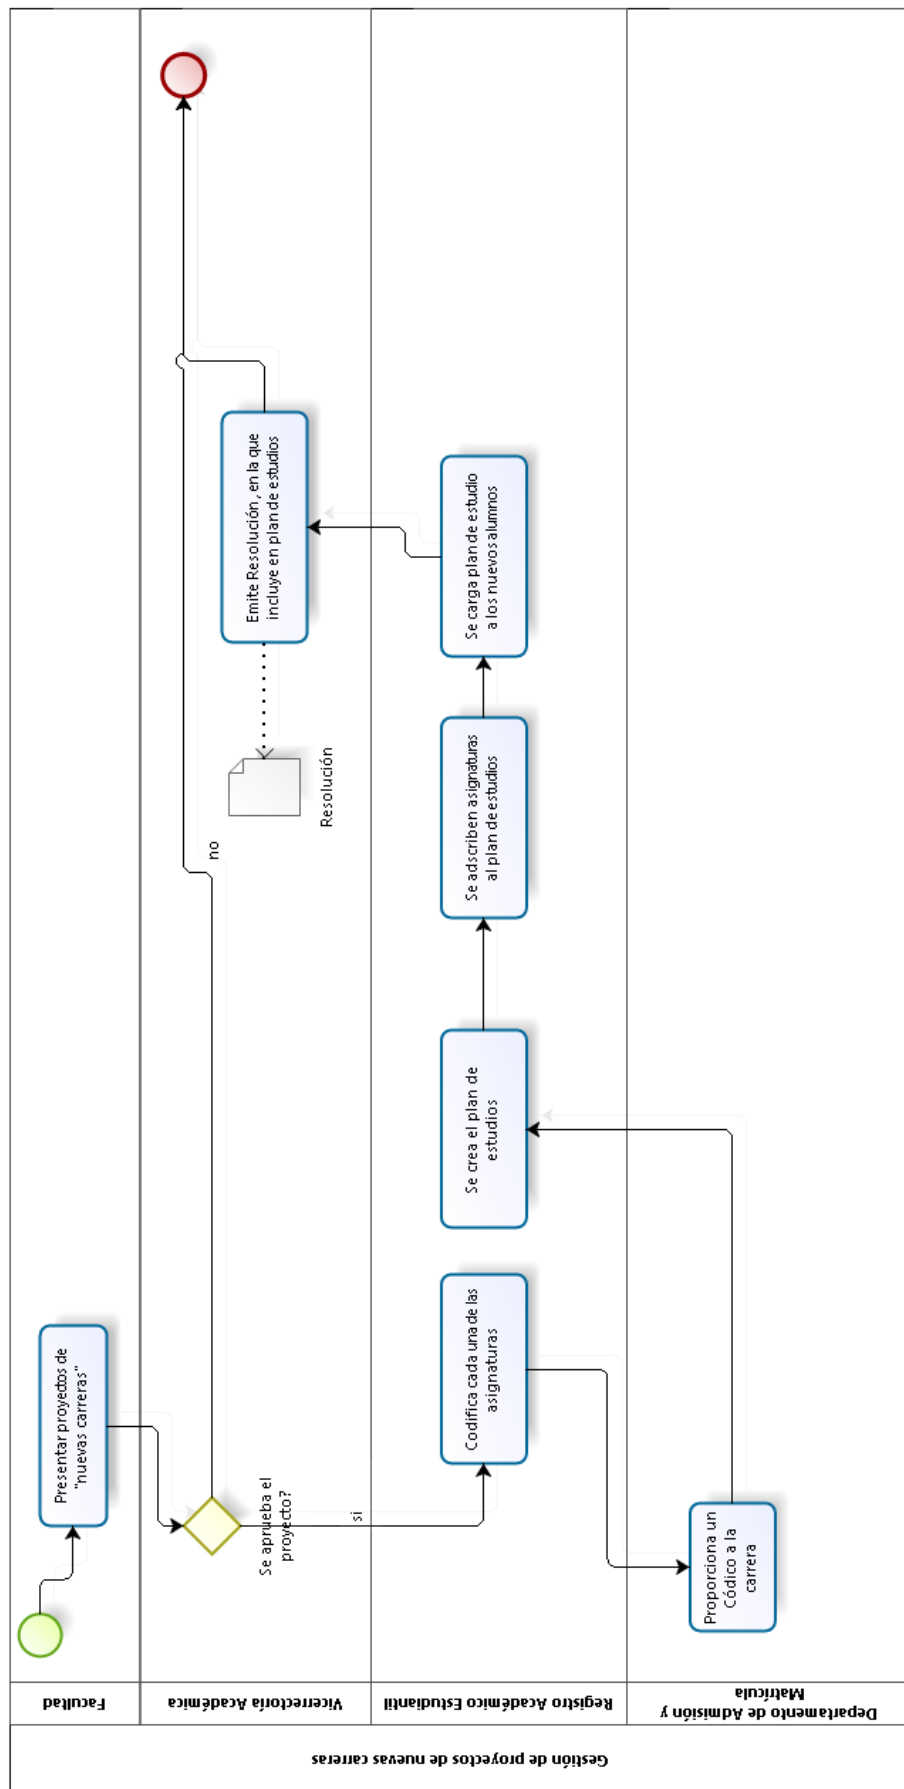 Gestión de proyectos de nuevas carreras
Facultad
Presentar proyectos de
"nuevas carreras"
Vicerrectoría Académica
Se aprueba el
proyecto?
no
si
Resolución
Emite Resolución , en la que
incluye en plan de estudios
Registro Académico Estudiantil
Codifica cada una de las
asignaturas
Se crea el plan de
estudios
Se adscriben asignaturas
al plan de estudios
Se carga plan de estudio
a los nuevos alumnos
Departamento de Admisión y
Matrícula
Proporciona un
Códico a la
carrera